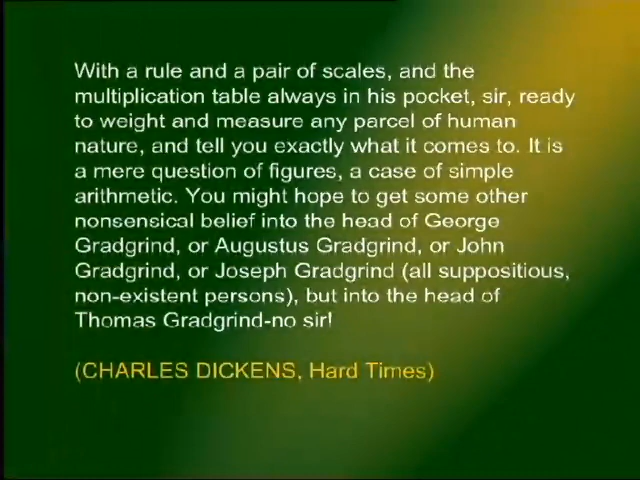 With a rule and a pair of scales, and the
multiplication table always in his pocket, sir, ready
to weight and measure any parcel of human
nature, and tell you exactly what it comes to. It is
a mere question of figures, a case of simple
arithmetic. You might hope to get some other
nonsensical belief into the head of George
Gradgrind, or Augustus Gradgrind, or John
Gradgrind, or Joseph Gradgrind (all suppositious,
non-existent persons), but into the head of
Thomas Gradgrind-no sir!
(CHARLES DICKENS, Hard Times)